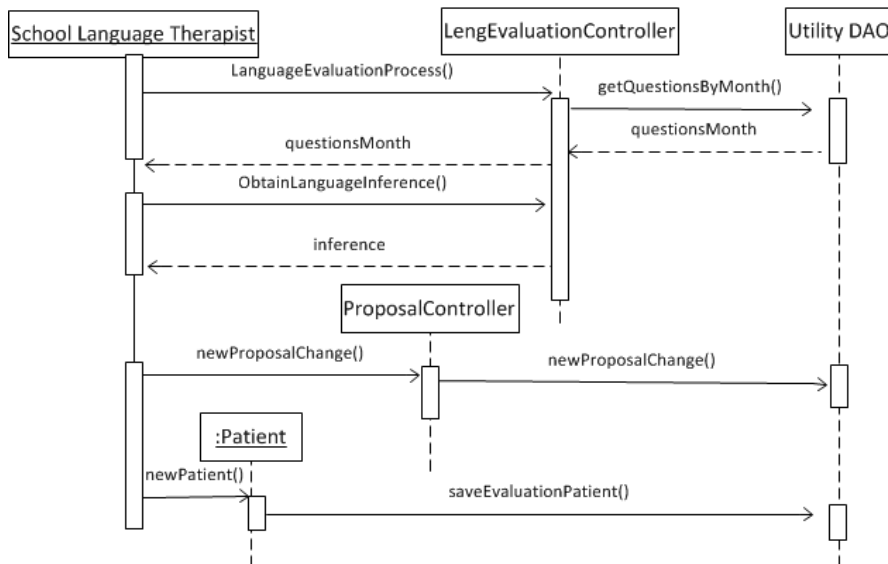 School Language Therapist
LengEvaluationController
Utility DAO
LanguageEvaluationProcess()
getQuestionsByMonth()
questionsMonth
questionsMonth
ObtainLanguageInference()
inference
ProposalController
newProposalChange()
newProposalChange()
:Patient
newPatient()
saveEvaluationPatient()